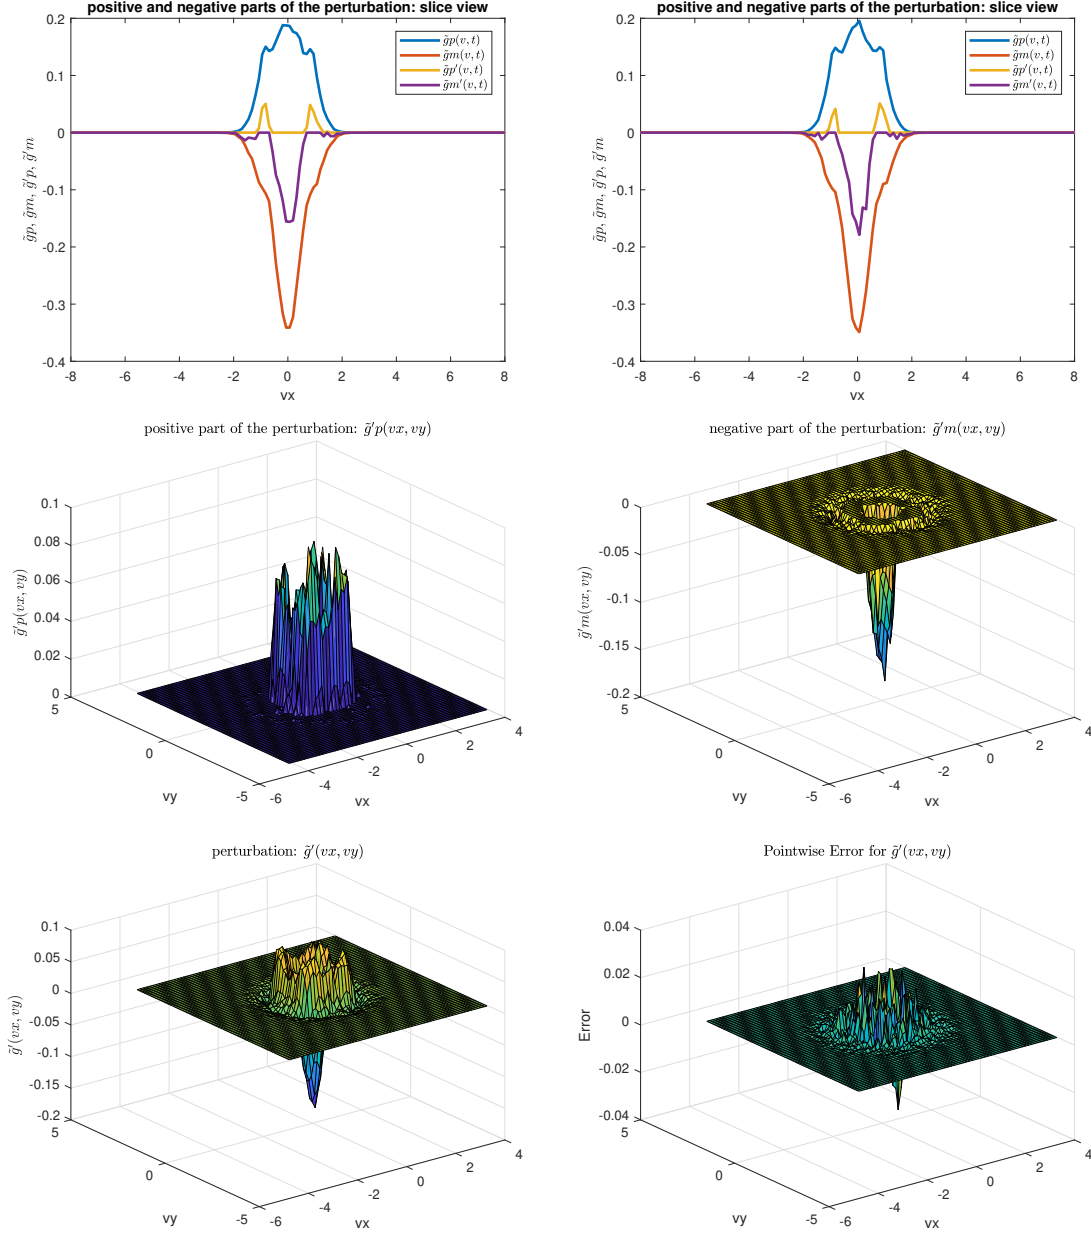 positive and negative parts of the perturbation: slice view
0.2
0.1
0
-0.1
-0.2
-0.3
-0.4
g̃p, g̃m, g̃′p, g̃′m
g̃p(v, t)
g̃m(v, t)
g̃p′(v, t)
g̃m′(v, t)
-8 -6 -4 -2 0 2 4 6 8
vx
positive and negative parts of the perturbation: slice view
0.2
0.1
0
-0.1
-0.2
-0.3
-0.4
g̃p, g̃m, g̃′p, g̃′m
g̃p(v, t)
g̃m(v, t)
g̃p′(v, t)
g̃m′(v, t)
-8 -6 -4 -2 0 2 4 6 8
vx
positive part of the perturbation: g̃′p(vx, vy)
0.1
0.08
0.06
0.04
0.02
0
g̃′p(vx, vy)
5
0
-5
vy
-6
-4
-2
0
2
4
vx
negative part of the perturbation: g̃′m(vx, vy)
0
-0.05
-0.1
-0.15
-0.2
g̃′m(vx, vy)
5
0
-5
vy
-6
-4
-2
0
2
4
vx
perturbation: g̃′(vx, vy)
0.1
0.05
0
-0.05
-0.1
-0.15
-0.2
g̃′(vx, vy)
5
0
-5
vy
-6
-4
-2
0
2
4
vx
Pointwise Error for g̃′(vx, vy)
0.04
0.02
0
-0.02
-0.04
Error
5
0
-5
vy
-6
-4
-2
0
2
4
vx